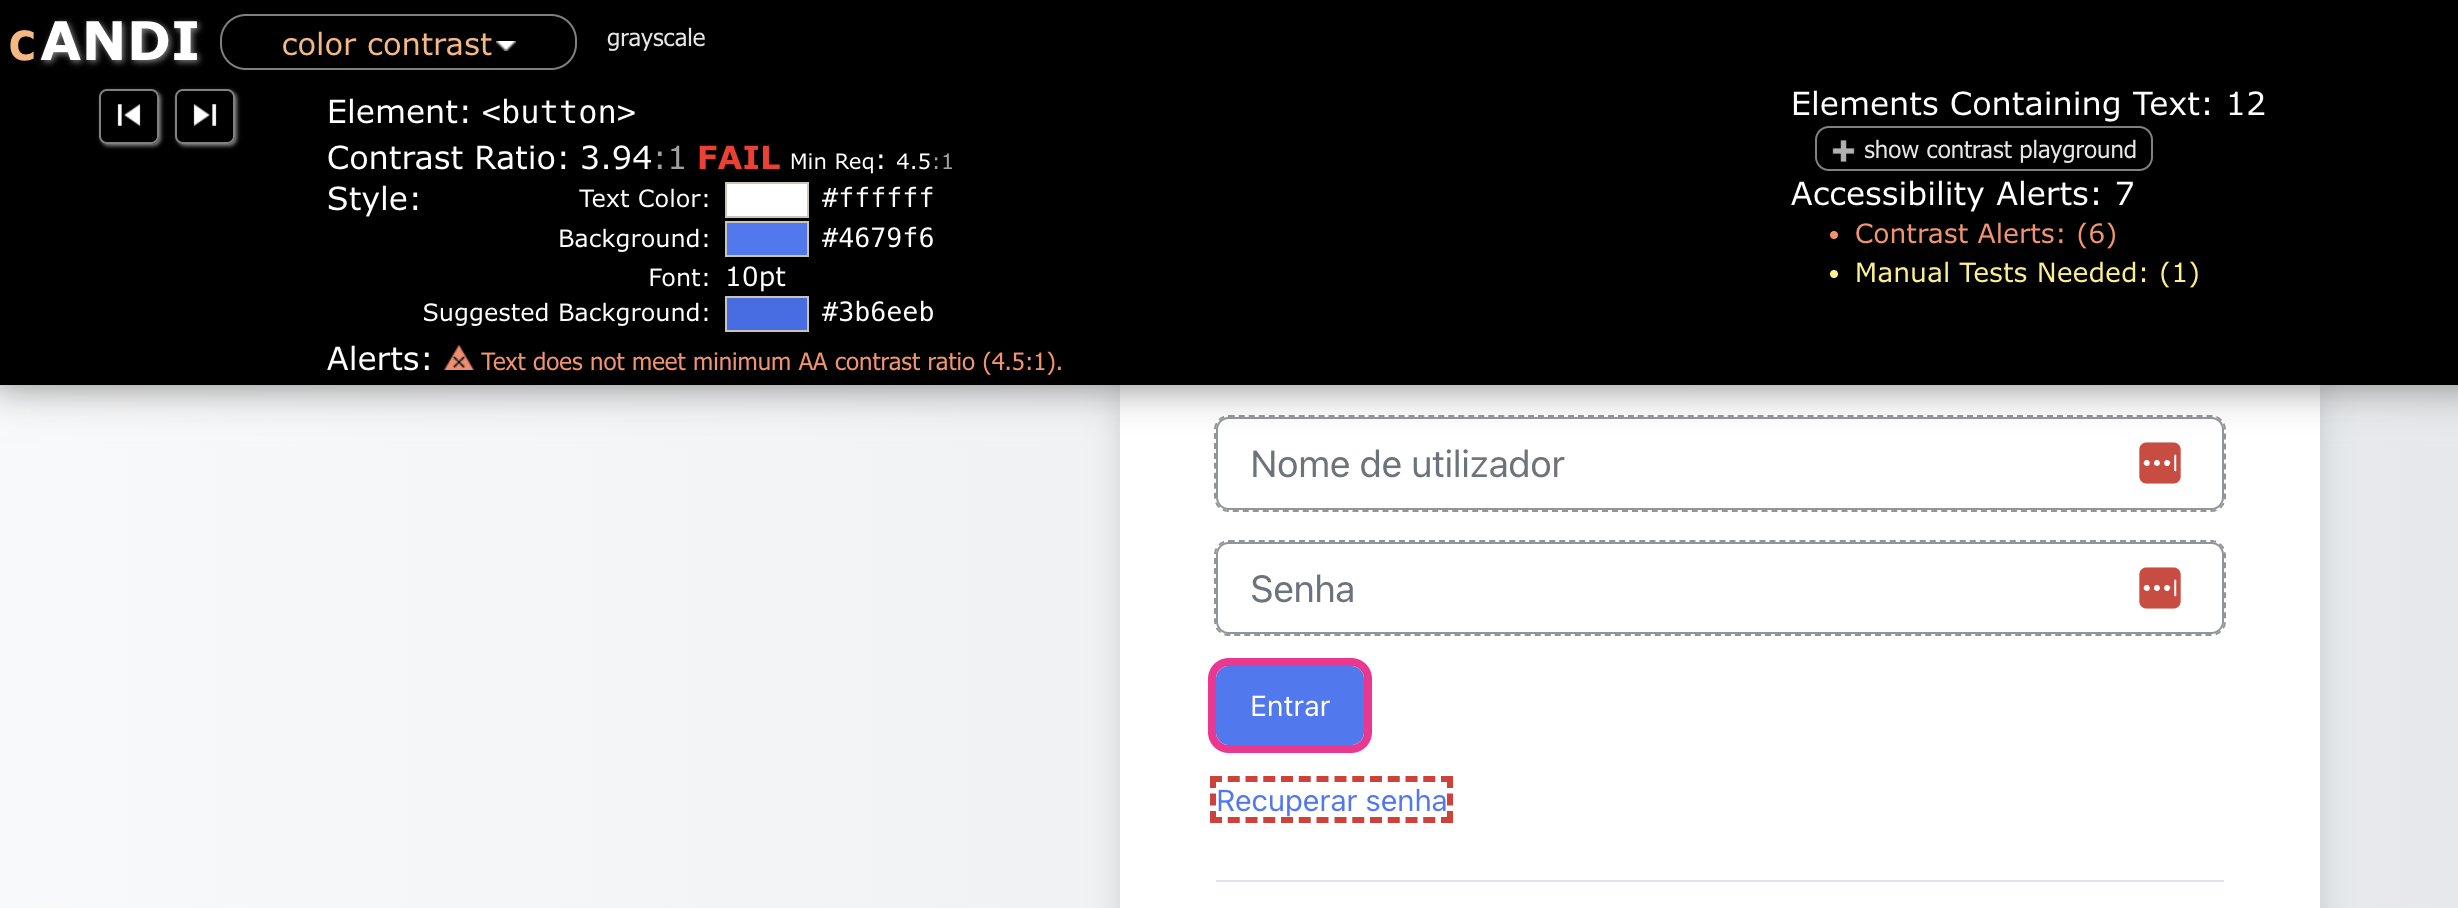 cANDI color contrast grayscale
Element: <button>
Contrast Ratio: 3.94:1 FAIL Min Req: 4.5:1
Style: Text Color: #ffffff
Background: #4679f6
Font: 10pt
Suggested Background: #3b6eeb
Alerts: Text does not meet minimum AA contrast ratio (4.5:1).
Elements Containing Text: 12
show contrast playground
Accessibility Alerts: 7
• Contrast Alerts: (6)
• Manual Tests Needed: (1)
Nome de utilizador
Senha
Entrar
Recuperar senha